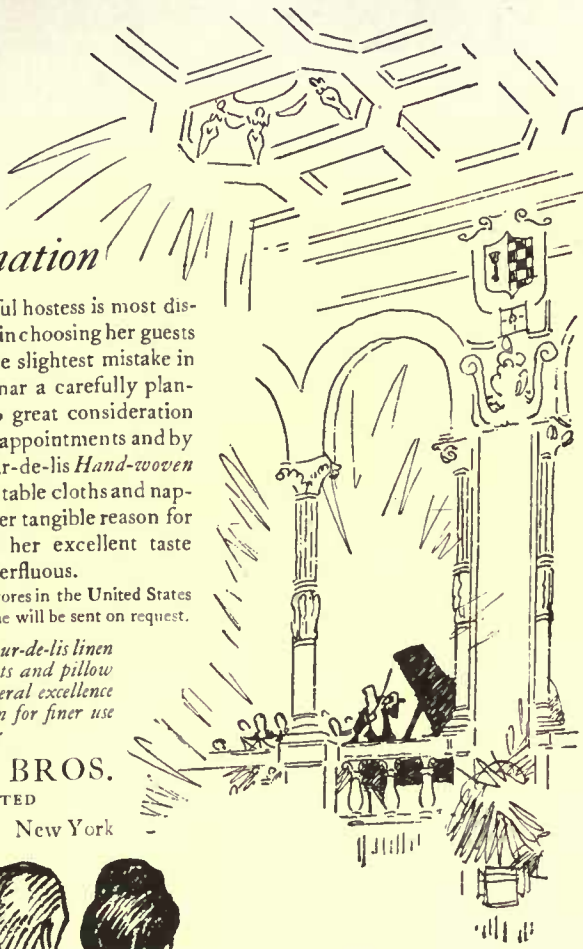 nation
ful hostess is most dis-
in choosing her guests
e slightest mistake in
nar a carefully plan-
great consideration
appointments and by
ur-de-lis Hand-woven
table cloths and nap-
er tangible reason for
her excellent taste
erfluous.
ores in the United States
e will be sent on request.
ur-de-lis linen
ts and pillow
eral excellence
n for finer use
BROS.
TED
New York